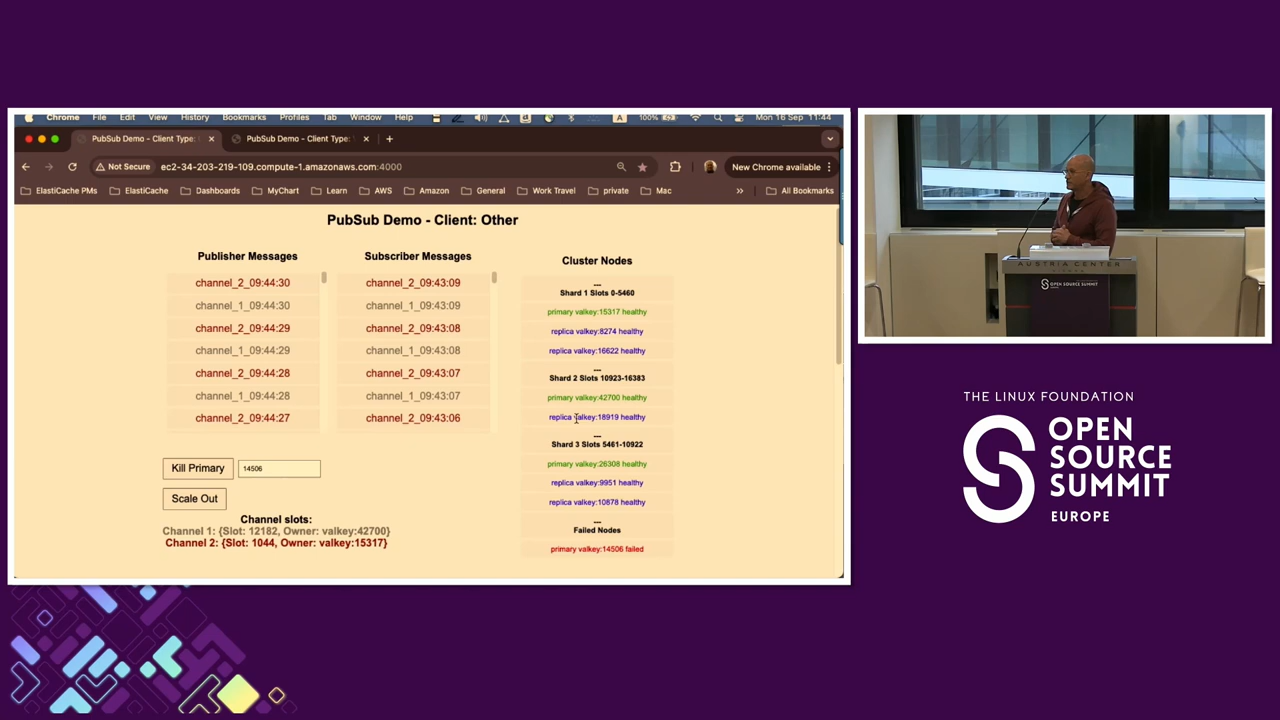 Chrome File Edit View History Bookmarks Profiles Tab Window Help A 100% Mon 16 Sep 11:44
PubSub Demo - Client Type: PubSub Demo - Client Type:
Not Secure ec2-34-203-219-109.compute-1.amazonaws.com:4000 New Chrome available
ElastiCache PMs ElastiCache Dashboards MyChart Learn AWS Amazon General Work Travel private Mac All Bookmarks
PubSub Demo - Client: Other
Publisher Messages
channel_2_09:44:30
channel_1_09:44:30
channel_2_09:44:29
channel_1_09:44:29
channel_2_09:44:28
channel_1_09:44:28
channel_2_09:44:27
Subscriber Messages
channel_2_09:43:09
channel_1_09:43:09
channel_2_09:43:08
channel_1_09:43:08
channel_2_09:43:07
channel_1_09:43:07
channel_2_09:43:06
Cluster Nodes
---
Shard 1 Slots 0-5460
primary valkey:15317 healthy
replica valkey:8274 healthy
replica valkey:16622 healthy
---
Shard 2 Slots 10923-16383
primary valkey:42700 healthy
replica valkey:18919 healthy
---
Shard 3 Slots 5461-10922
primary valkey:26308 healthy
replica valkey:9951 healthy
replica valkey:10878 healthy
---
Failed Nodes
primary valkey:14506 failed
Kill Primary 14506
Scale Out
Channel slots:
Channel 1: {Slot: 12182, Owner: valkey:42700}
Channel 2: {Slot: 1044, Owner: valkey:15317}
AUSTRIA CENTER
OPEN SOURCE SUMMIT
THE LINUX FOUNDATION
OPEN
SOURCE
SUMMIT
EUROPE